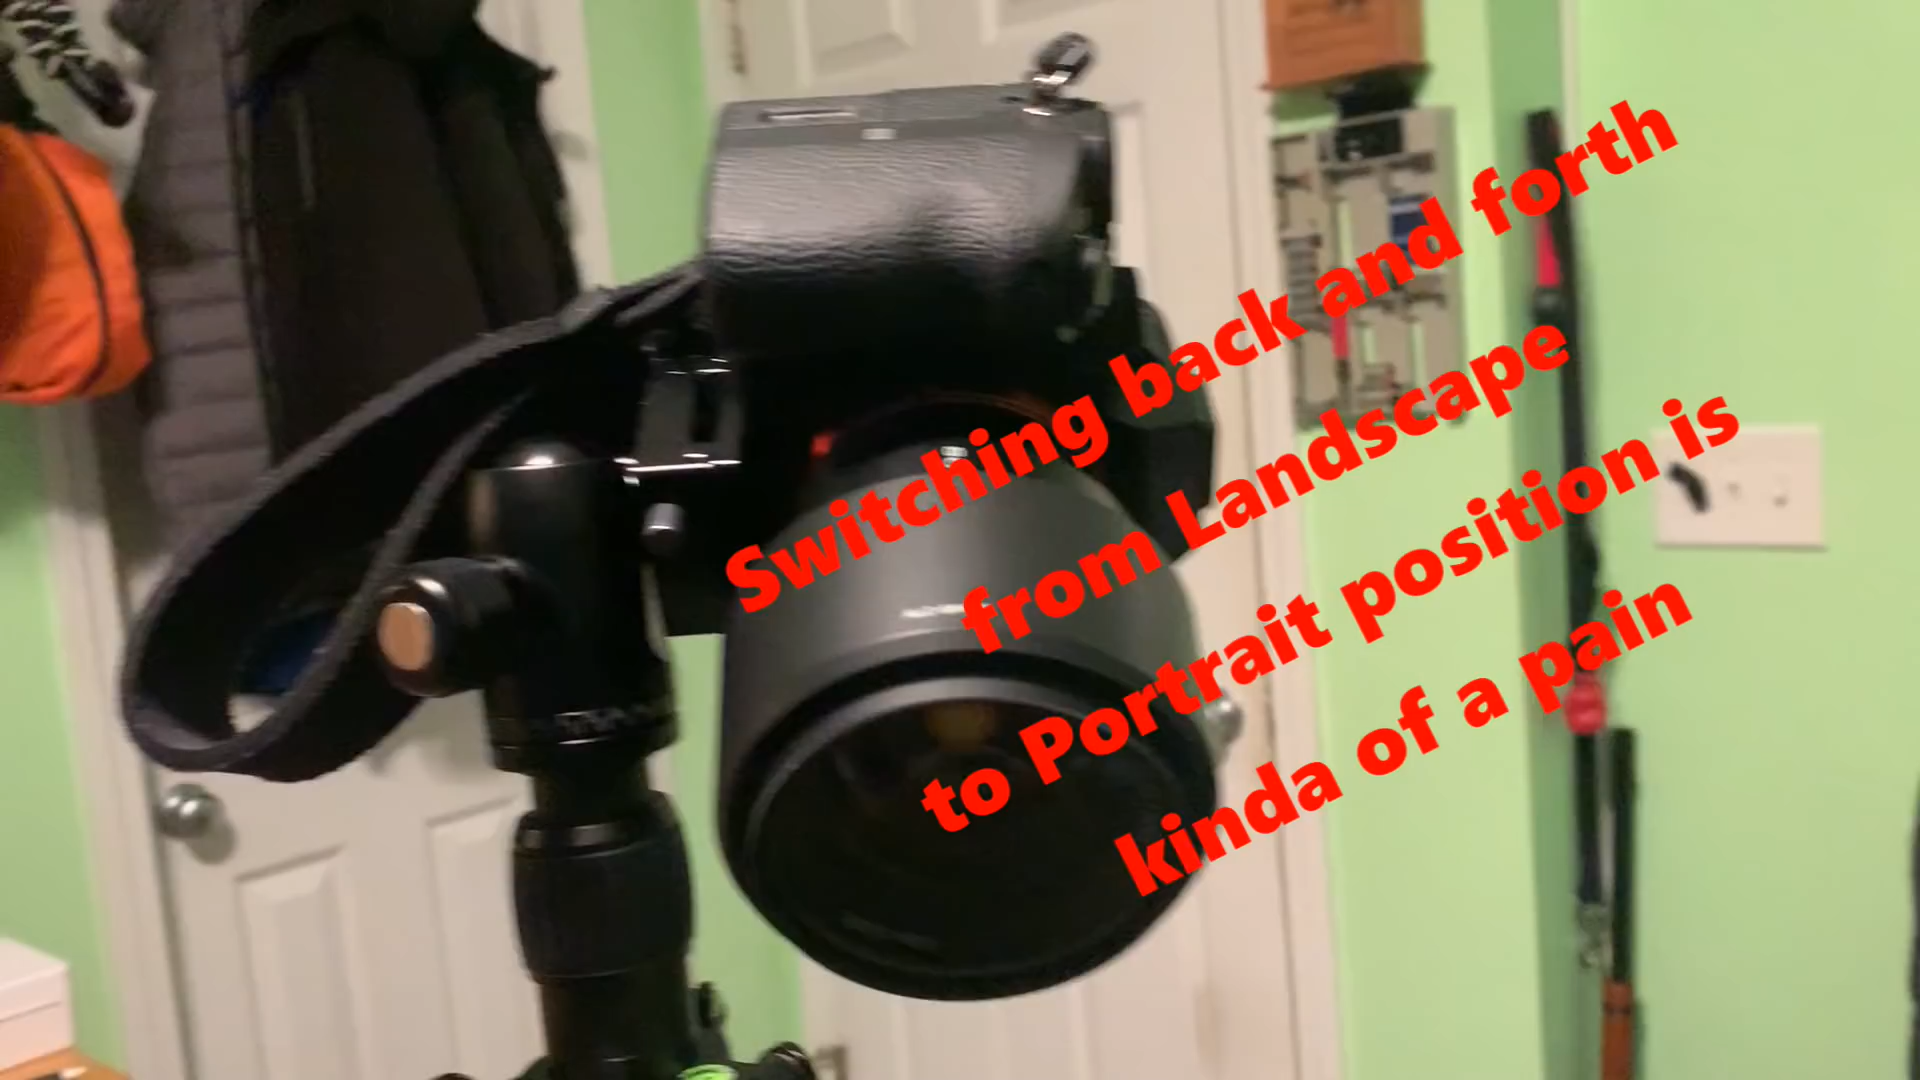 Switching back and forth
from Landscape
to Portrait position is
kinda of a pain